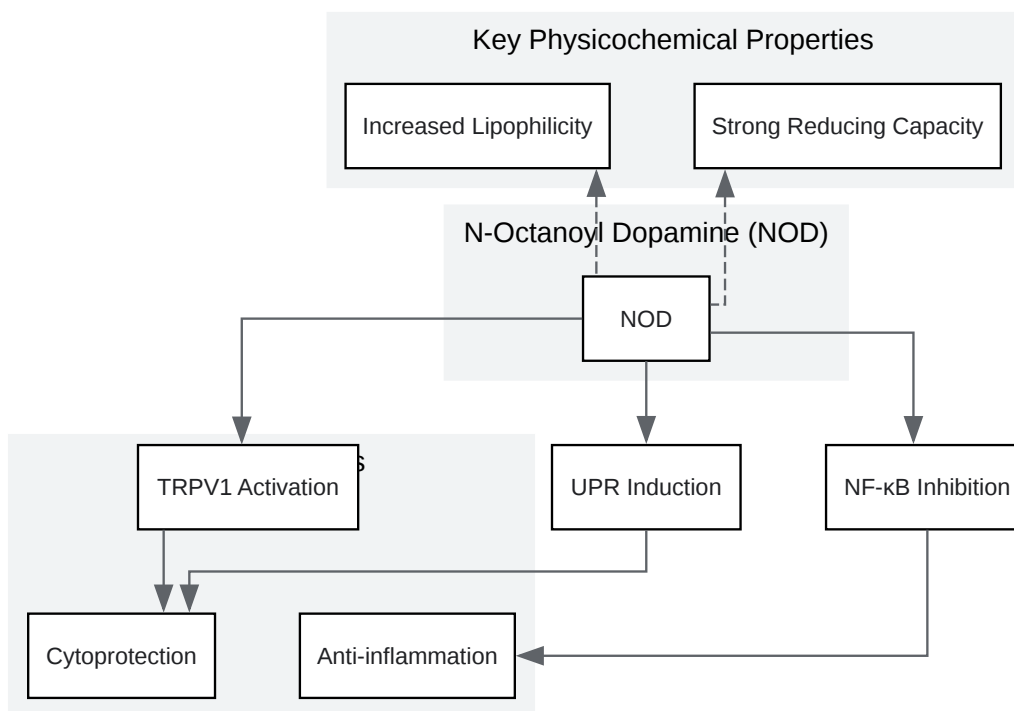 Key Physicochemical Properties
Increased Lipophilicity
Strong Reducing Capacity
N-Octanoyl Dopamine (NOD)
NOD
TRPV1 Activation
UPR Induction
NF-κB Inhibition
Cytoprotection
Anti-inflammation